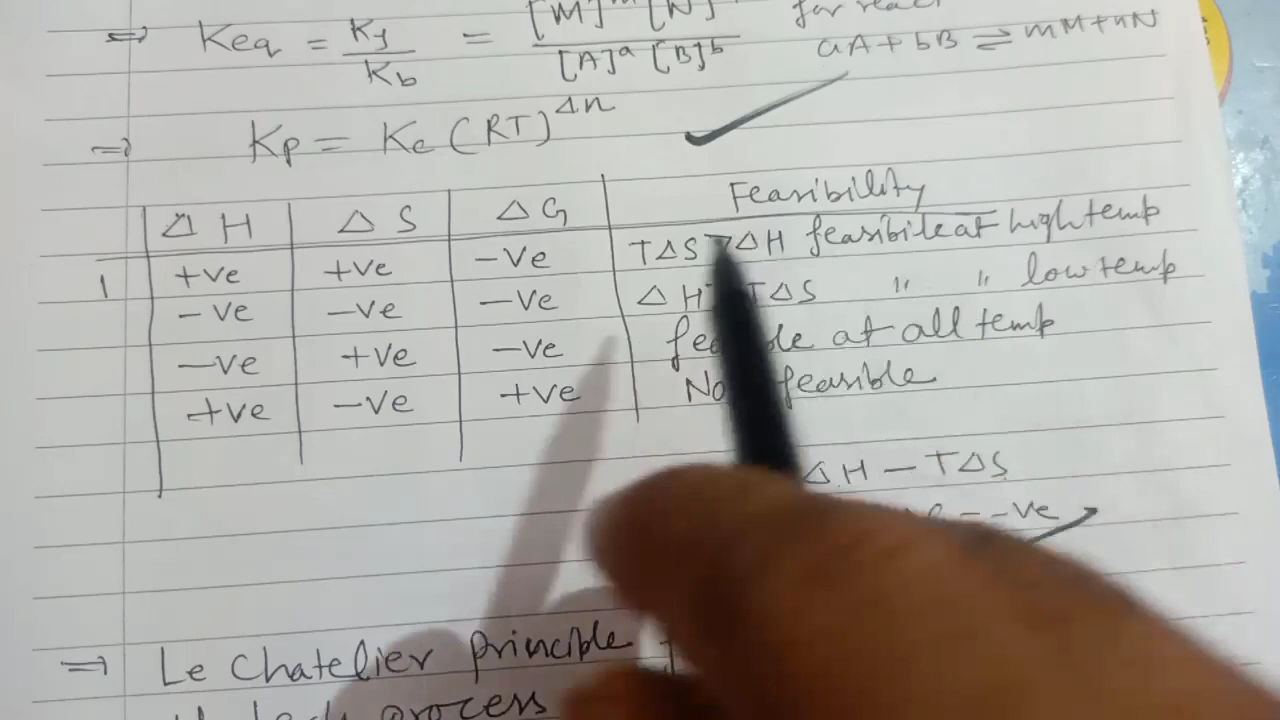 ⇒ Keq = Kf/Kb = [M]ᵐ [N] / [A]ᵃ [B]ᵇ for
aA + bB ⇌ mM + nN
⇒ Kp = Kc (RT)^Δn
ΔH ΔS ΔG Feasibility
1 +ve +ve -ve TΔS > ΔH feasibile at high temp
-ve -ve -ve ΔH TΔS " " low temp
-ve +ve -ve at all temp
+ve -ve +ve feasible
ΔH - TΔS
= -ve
⇒ Le Chatelier principle
process